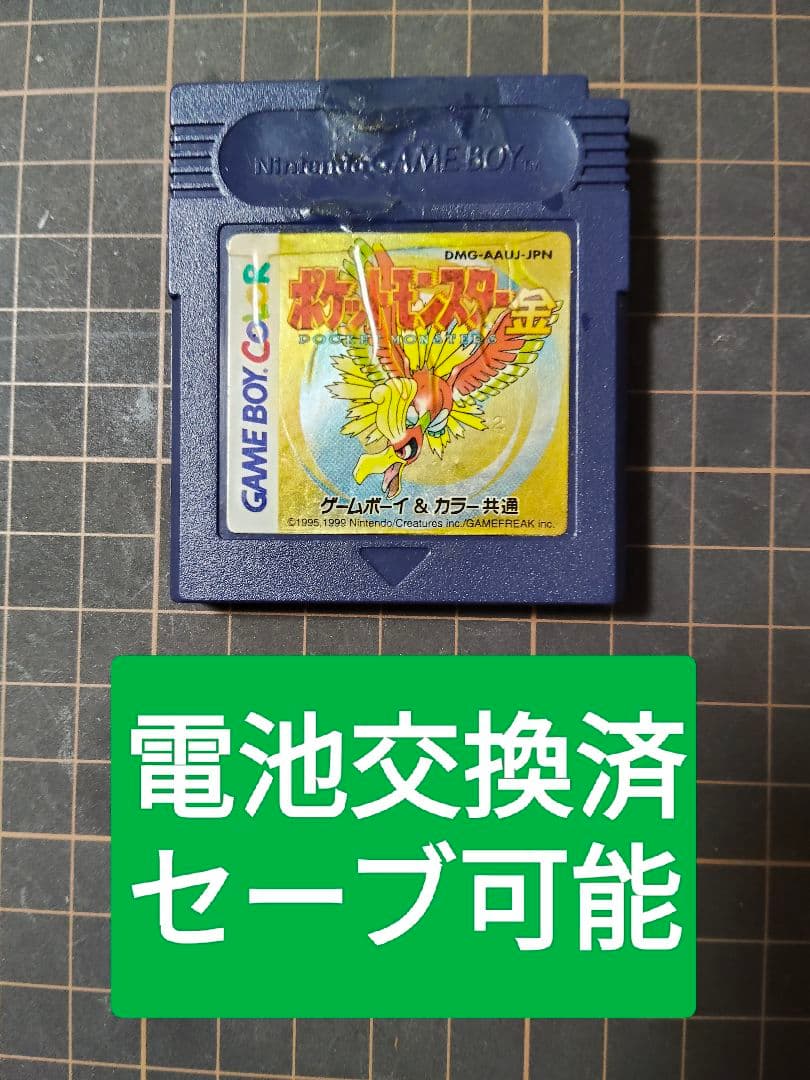 Nintendo GAME BOY™
DMG-AAUJ-JPN
GAME BOY COLOR
ポケットモンスター金
POCKET MONSTERS
ゲームボーイ & カラー共通
©1995,1999 Nintendo/Creatures inc./GAMEFREAK inc.
電池交換済
セーブ可能